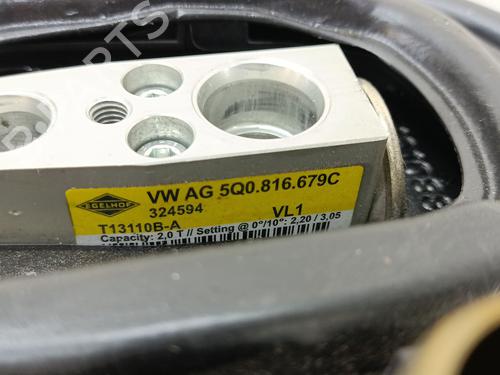 PARTS
EGELHOF
VW AG 5Q0.816.679C
324594 VL1
T13110B-A
Capacity: 2,0 T // Setting @ 0°/10°: 2,20 / 3,05